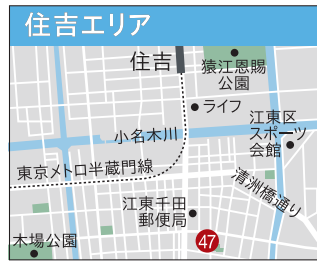 住吉エリア
住吉
猿江恩賜
公園
ライフ
江東区
スポーツ
会館
小名木川
東京メトロ半蔵門線
清洲橋通り
江東千田
郵便局
47
木場公園